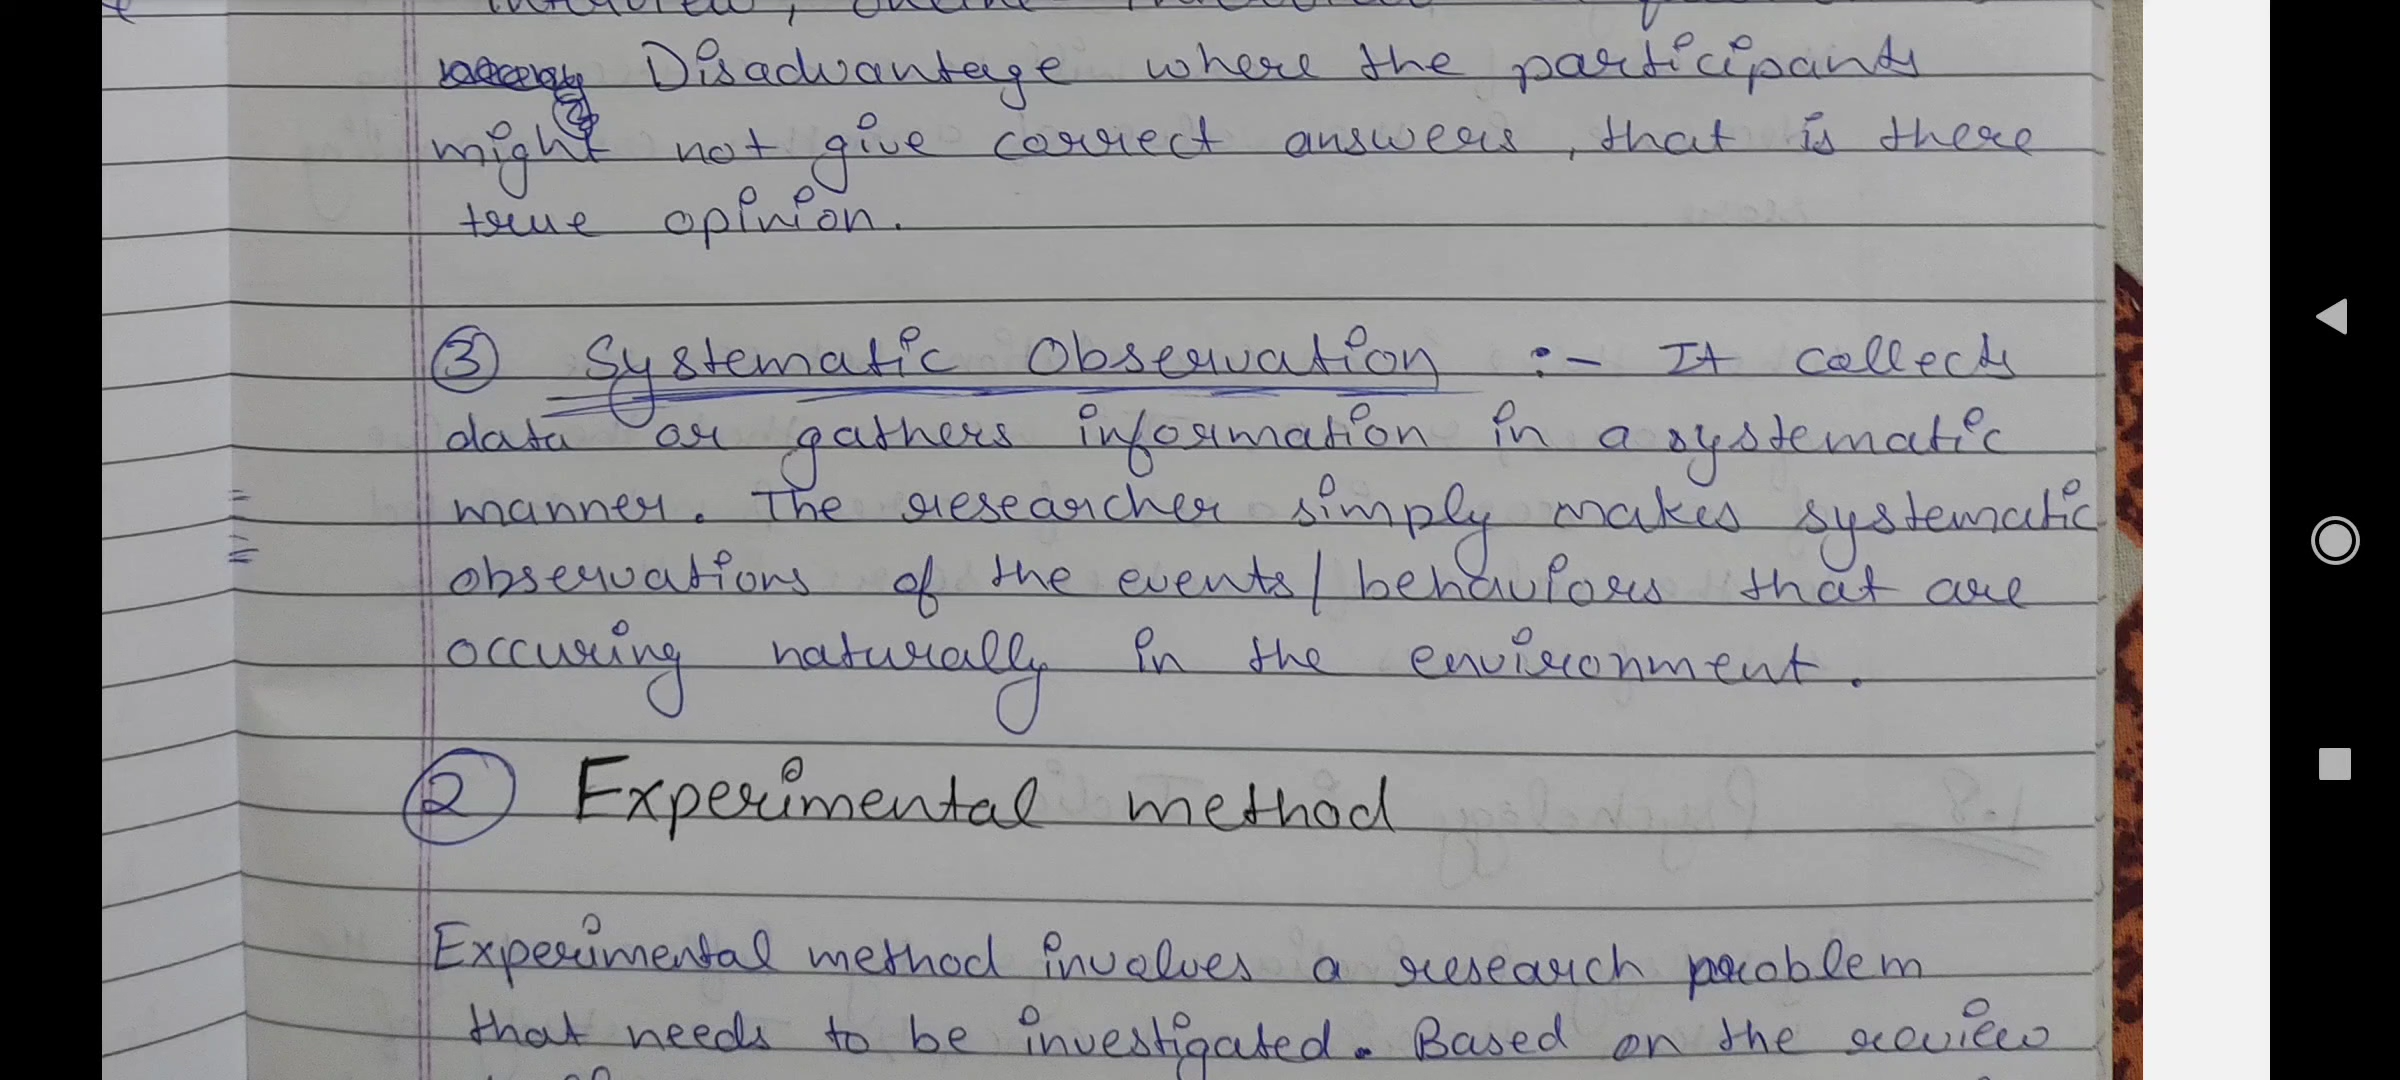 Disadvantage where the participants
might not give correct answers, that is there
true opinion.
③ Systematic Observation :- It collects
data or gathers information in a systematic
manner. The researcher simply makes systematic
observations of the events/behaviors that are
occuring naturally in the environment.
② Experimental method
Experimental method involves a research problem
that needs to be investigated. Based on the review